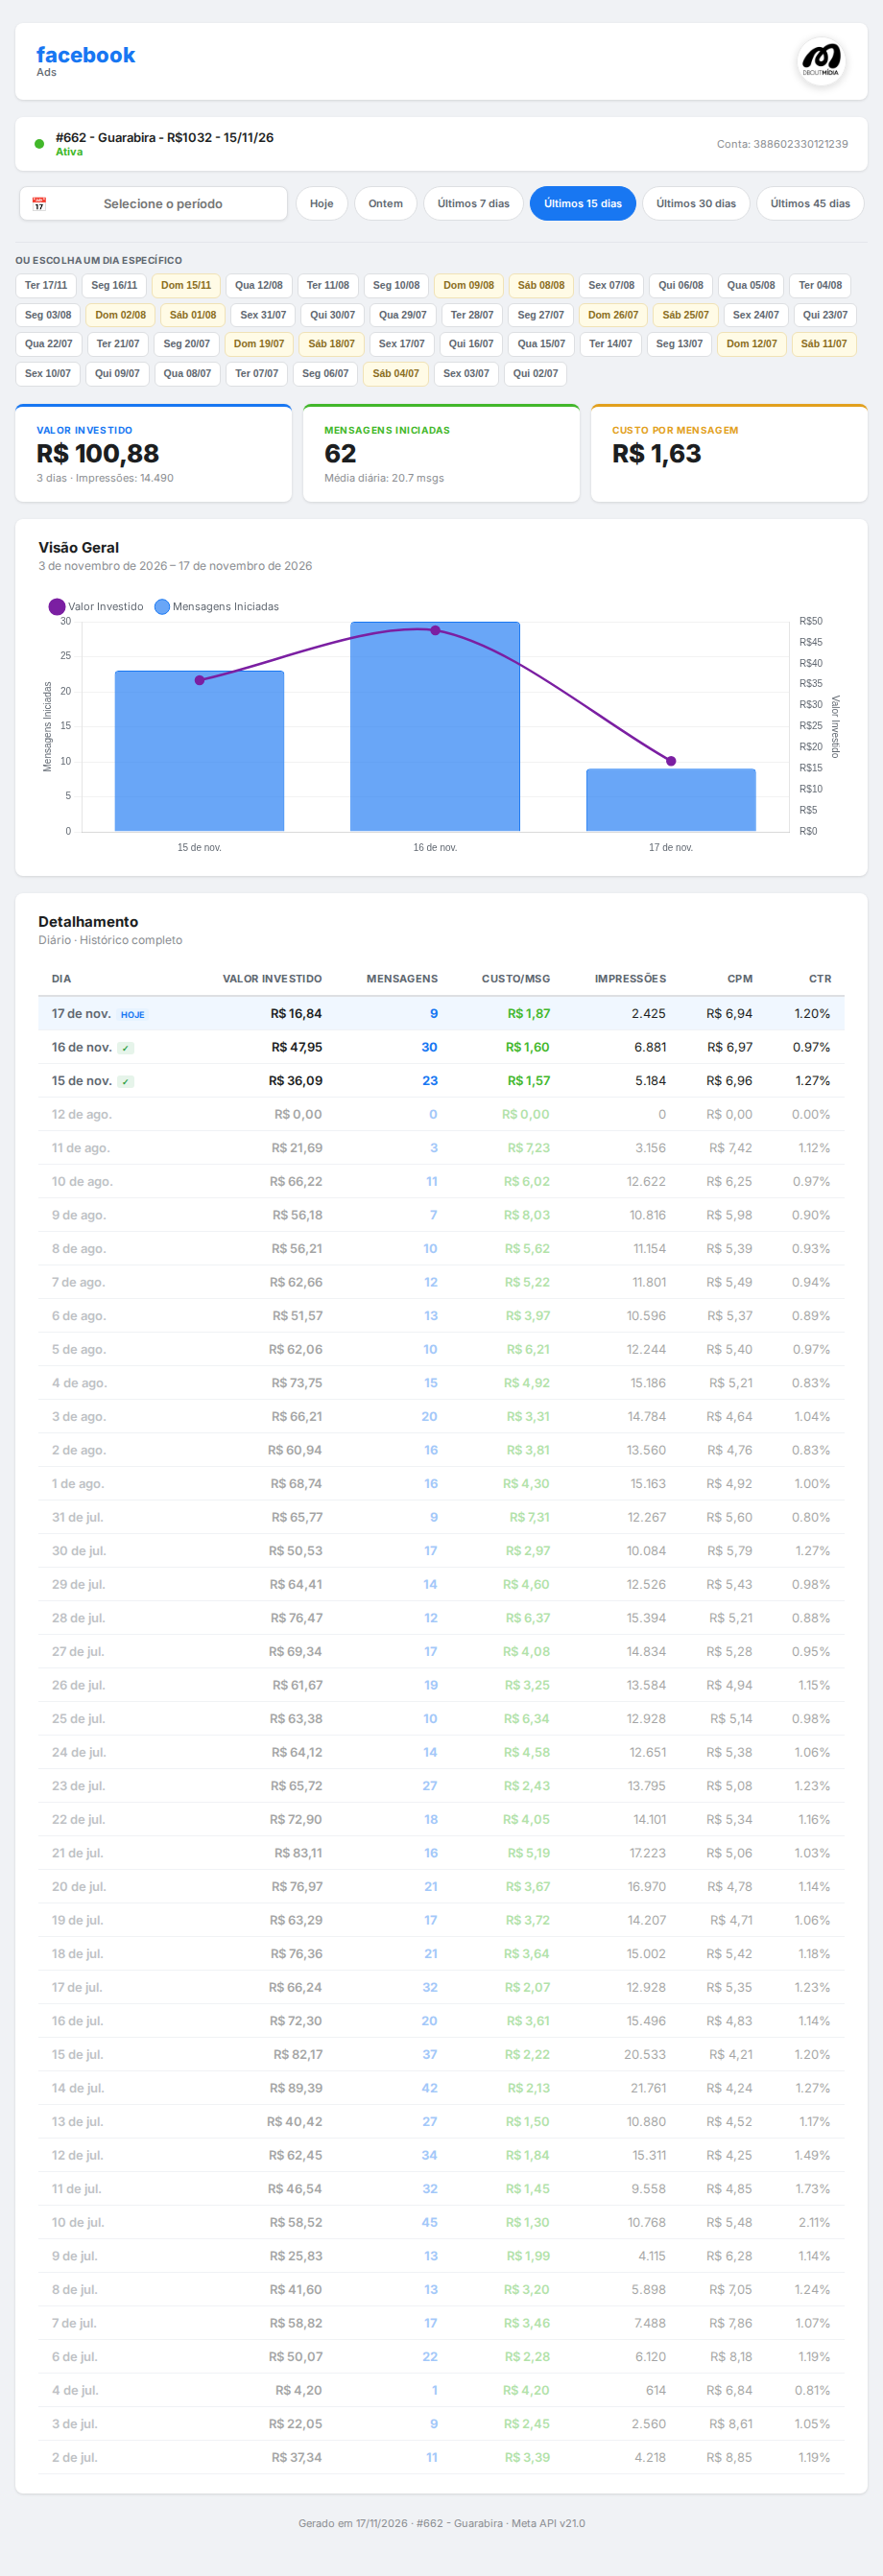 facebook
Ads
DBOUTMÍDIA
#662 - Guarabira - R$1032 - 15/11/26
Ativa
Conta: 388602330121239
Selecione o período
Hoje
Ontem
Últimos 7 dias
Últimos 15 dias
Últimos 30 dias
Últimos 45 dias
OU ESCOLHA UM DIA ESPECÍFICO
Ter 17/11 Seg 16/11 Dom 15/11 Qua 12/08 Ter 11/08 Seg 10/08 Dom 09/08 Sáb 08/08 Sex 07/08 Qui 06/08 Qua 05/08 Ter 04/08
Seg 03/08 Dom 02/08 Sáb 01/08 Sex 31/07 Qui 30/07 Qua 29/07 Ter 28/07 Seg 27/07 Dom 26/07 Sáb 25/07 Sex 24/07 Qui 23/07
Qua 22/07 Ter 21/07 Seg 20/07 Dom 19/07 Sáb 18/07 Sex 17/07 Qui 16/07 Qua 15/07 Ter 14/07 Seg 13/07 Dom 12/07 Sáb 11/07
Sex 10/07 Qui 09/07 Qua 08/07 Ter 07/07 Seg 06/07 Sáb 04/07 Sex 03/07 Qui 02/07
VALOR INVESTIDO
R$ 100,88
3 dias · Impressões: 14.490
MENSAGENS INICIADAS
62
Média diária: 20.7 msgs
CUSTO POR MENSAGEM
R$ 1,63
Visão Geral
3 de novembro de 2026 – 17 de novembro de 2026
Valor Investido Mensagens Iniciadas
30
25
20
15
10
5
0
Mensagens Iniciadas
R$50
R$45
R$40
R$35
R$30
R$25
R$20
R$15
R$10
R$5
R$0
Valor Investido
15 de nov. 16 de nov. 17 de nov.
Detalhamento
Diário · Histórico completo
DIA VALOR INVESTIDO MENSAGENS CUSTO/MSG IMPRESSÕES CPM CTR
17 de nov. HOJE R$ 16,84 9 R$ 1,87 2.425 R$ 6,94 1.20%
16 de nov. ✓ R$ 47,95 30 R$ 1,60 6.881 R$ 6,97 0.97%
15 de nov. ✓ R$ 36,09 23 R$ 1,57 5.184 R$ 6,96 1.27%
12 de ago. R$ 0,00 0 R$ 0,00 0 R$ 0,00 0.00%
11 de ago. R$ 21,69 3 R$ 7,23 3.156 R$ 7,42 1.12%
10 de ago. R$ 66,22 11 R$ 6,02 12.622 R$ 6,25 0.97%
9 de ago. R$ 56,18 7 R$ 8,03 10.816 R$ 5,98 0.90%
8 de ago. R$ 56,21 10 R$ 5,62 11.154 R$ 5,39 0.93%
7 de ago. R$ 62,66 12 R$ 5,22 11.801 R$ 5,49 0.94%
6 de ago. R$ 51,57 13 R$ 3,97 10.596 R$ 5,37 0.89%
5 de ago. R$ 62,06 10 R$ 6,21 12.244 R$ 5,40 0.97%
4 de ago. R$ 73,75 15 R$ 4,92 15.186 R$ 5,21 0.83%
3 de ago. R$ 66,21 20 R$ 3,31 14.784 R$ 4,64 1.04%
2 de ago. R$ 60,94 16 R$ 3,81 13.560 R$ 4,76 0.83%
1 de ago. R$ 68,74 16 R$ 4,30 15.163 R$ 4,92 1.00%
31 de jul. R$ 65,77 9 R$ 7,31 12.267 R$ 5,60 0.80%
30 de jul. R$ 50,53 17 R$ 2,97 10.084 R$ 5,79 1.27%
29 de jul. R$ 64,41 14 R$ 4,60 12.526 R$ 5,43 0.98%
28 de jul. R$ 76,47 12 R$ 6,37 15.394 R$ 5,21 0.88%
27 de jul. R$ 69,34 17 R$ 4,08 14.834 R$ 5,28 0.95%
26 de jul. R$ 61,67 19 R$ 3,25 13.584 R$ 4,94 1.15%
25 de jul. R$ 63,38 10 R$ 6,34 12.928 R$ 5,14 0.98%
24 de jul. R$ 64,12 14 R$ 4,58 12.651 R$ 5,38 1.06%
23 de jul. R$ 65,72 27 R$ 2,43 13.795 R$ 5,08 1.23%
22 de jul. R$ 72,90 18 R$ 4,05 14.101 R$ 5,34 1.16%
21 de jul. R$ 83,11 16 R$ 5,19 17.223 R$ 5,06 1.03%
20 de jul. R$ 76,97 21 R$ 3,67 16.970 R$ 4,78 1.14%
19 de jul. R$ 63,29 17 R$ 3,72 14.207 R$ 4,71 1.06%
18 de jul. R$ 76,36 21 R$ 3,64 15.002 R$ 5,42 1.18%
17 de jul. R$ 66,24 32 R$ 2,07 12.928 R$ 5,35 1.23%
16 de jul. R$ 72,30 20 R$ 3,61 15.496 R$ 4,83 1.14%
15 de jul. R$ 82,17 37 R$ 2,22 20.533 R$ 4,21 1.20%
14 de jul. R$ 89,39 42 R$ 2,13 21.761 R$ 4,24 1.27%
13 de jul. R$ 40,42 27 R$ 1,50 10.880 R$ 4,52 1.17%
12 de jul. R$ 62,45 34 R$ 1,84 15.311 R$ 4,25 1.49%
11 de jul. R$ 46,54 32 R$ 1,45 9.558 R$ 4,85 1.73%
10 de jul. R$ 58,52 45 R$ 1,30 10.768 R$ 5,48 2.11%
9 de jul. R$ 25,83 13 R$ 1,99 4.115 R$ 6,28 1.14%
8 de jul. R$ 41,60 13 R$ 3,20 5.898 R$ 7,05 1.24%
7 de jul. R$ 58,82 17 R$ 3,46 7.488 R$ 7,86 1.07%
6 de jul. R$ 50,07 22 R$ 2,28 6.120 R$ 8,18 1.19%
4 de jul. R$ 4,20 1 R$ 4,20 614 R$ 6,84 0.81%
3 de jul. R$ 22,05 9 R$ 2,45 2.560 R$ 8,61 1.05%
2 de jul. R$ 37,34 11 R$ 3,39 4.218 R$ 8,85 1.19%
Gerado em 17/11/2026 · #662 - Guarabira · Meta API v21.0